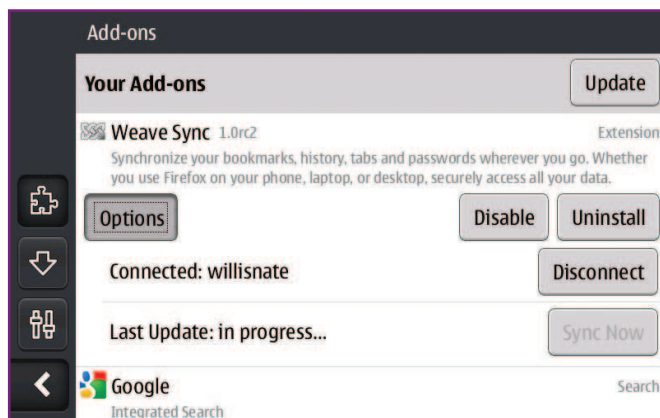 Add-ons
Your Add-ons
Update
Weave Sync 1.0rc2
Extension
Synchronize your bookmarks, history, tabs and passwords wherever you go. Whether
you use Firefox on your phone, laptop, or desktop, securely access all your data.
Options
Disable
Uninstall
Connected: willisnate
Disconnect
Last Update: in progress...
Sync Now
Google
Search
Integrated Search